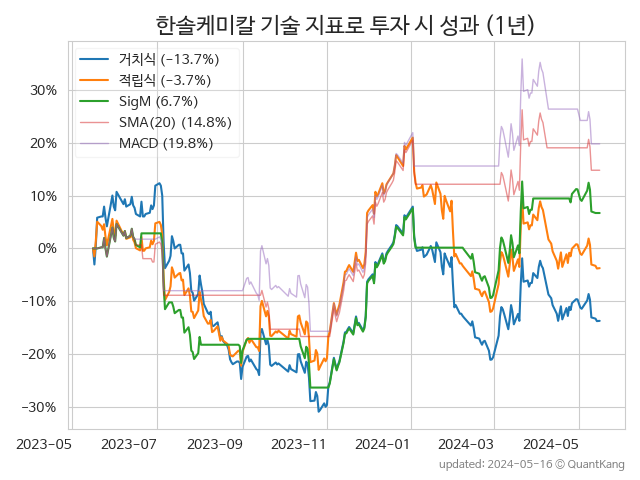 한솔케미칼 기술 지표로 투자 시 성과 (1년)
거치식 (-13.7%)
적립식 (-3.7%)
SigM (6.7%)
SMA(20) (14.8%)
MACD (19.8%)
30%
20%
10%
0%
-10%
-20%
-30%
2023-05 2023-07 2023-09 2023-11 2024-01 2024-03 2024-05
updated: 2024-05-16 © QuantKang